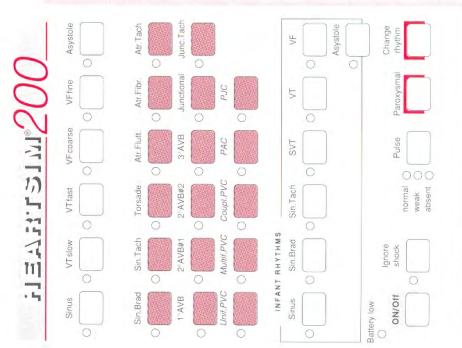 HEARTSIM® 200
Sinus VTslow VTfast VFcoarse VFfine Asystole
Sin.Brad Sin.Tach Torsade Atr.Flutt. Atr.Fibr. Atr.Tach
1°AVB 2°AVB#1 2°AVB#2 3°AVB Junctional Junc.Tach
Unif.PVC Multif.PVC Coupl.PVC PAC PJC
INFANT RHYTHMS
Sinus Sin.Brad Sin.Tach SVT VT VF
Asystole
Battery low
ON/Off
Ignore
shock
normal
weak
absent
Pulse
Paroxysmal
Change
rhythm